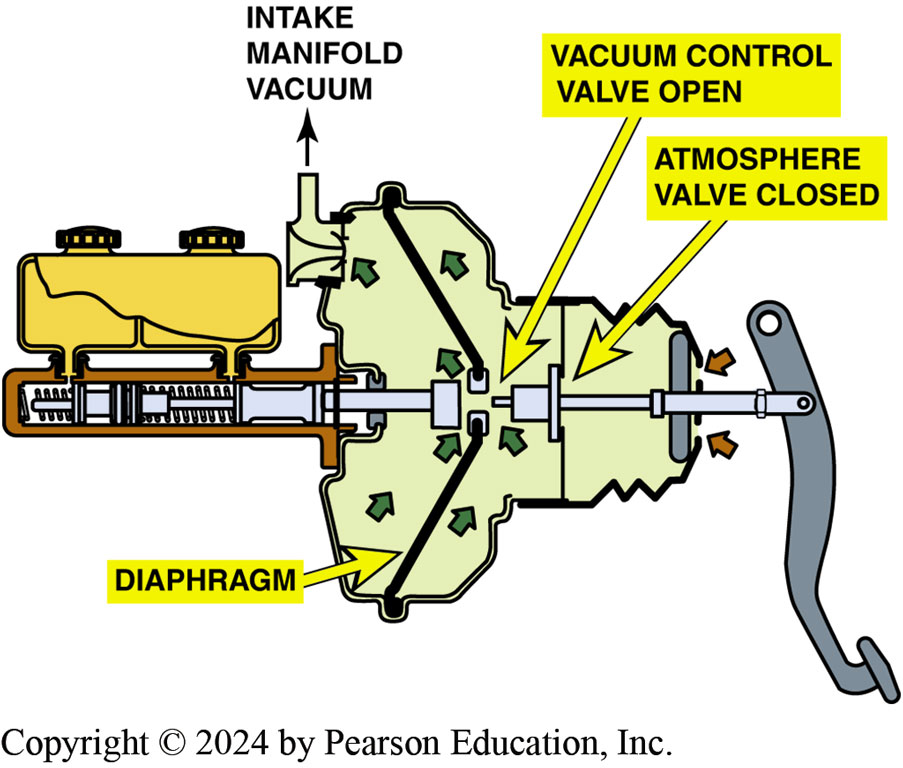 INTAKE
MANIFOLD
VACUUM
VACUUM CONTROL
VALVE OPEN
ATMOSPHERE
VALVE CLOSED
DIAPHRAGM
Copyright © 2024 by Pearson Education, Inc.